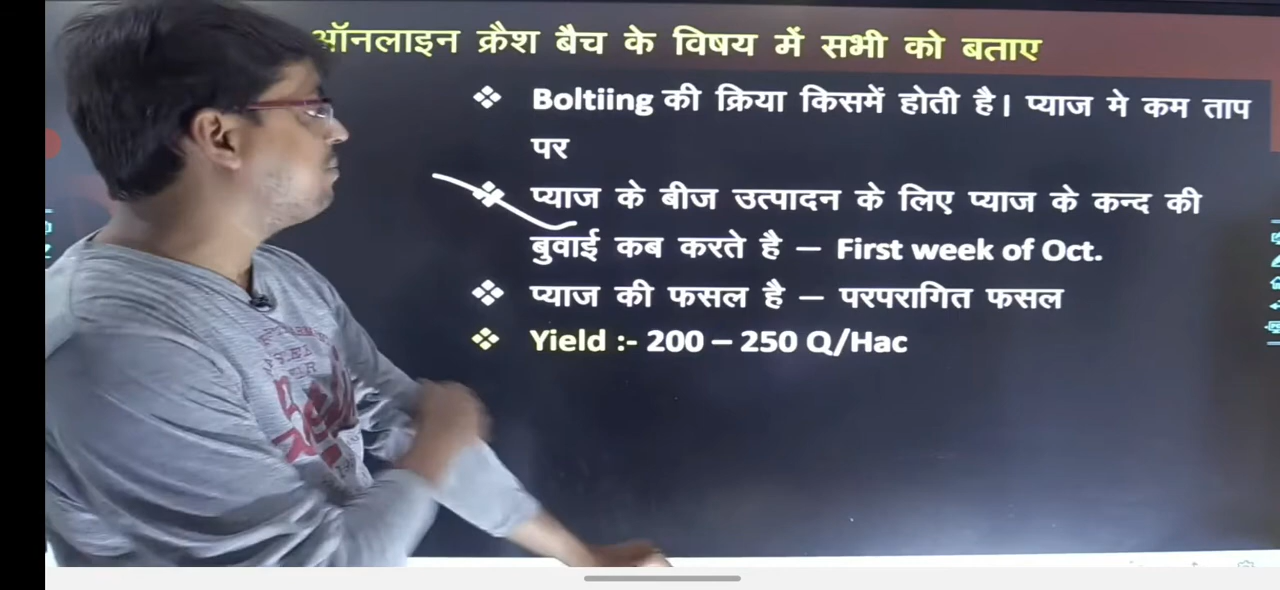 ऑनलाइन क्रैश बैच के विषय में सभी को बताए
❖ Boltiing की क्रिया किसमें होती है। प्याज मे कम ताप
पर
❖ प्याज के बीज उत्पादन के लिए प्याज के कन्द की
बुवाई कब करते है – First week of Oct.
❖ प्याज की फसल है – परपरागित फसल
❖ Yield :- 200 – 250 Q/Hac